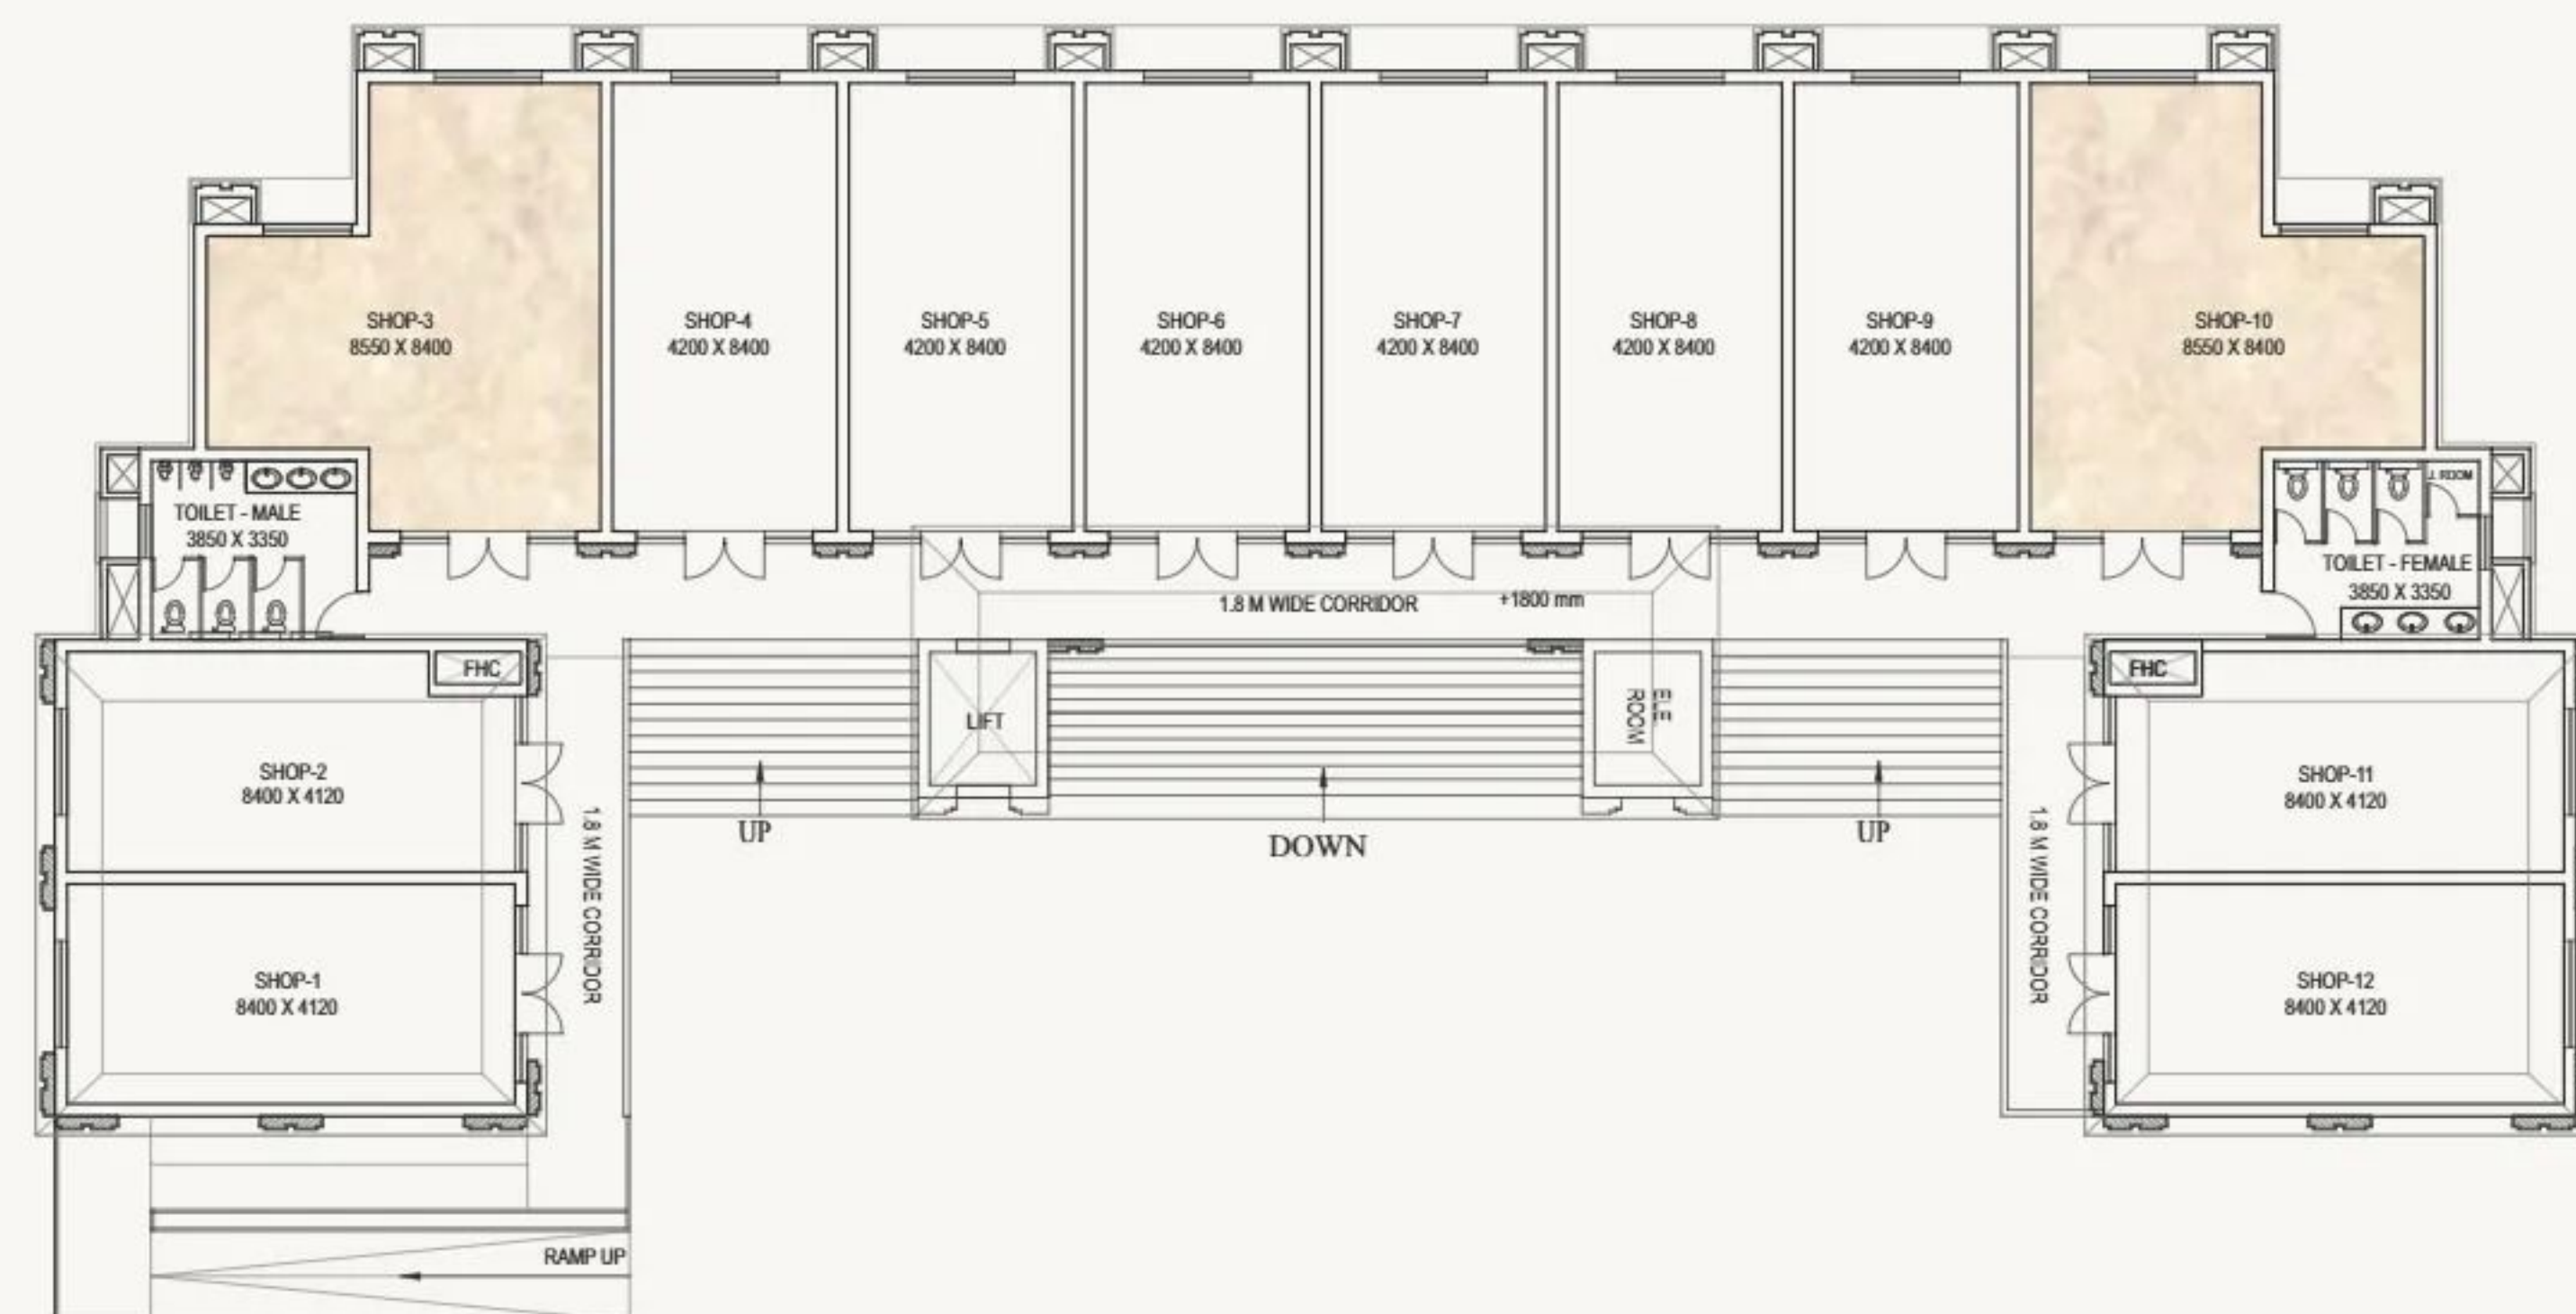 SHOP-3
8550 X 8400
SHOP-4
4200 X 8400
SHOP-5
4200 X 8400
SHOP-6
4200 X 8400
SHOP-7
4200 X 8400
SHOP-8
4200 X 8400
SHOP-9
4200 X 8400
SHOP-10
8550 X 8400
TOILET - MALE
3850 X 3350
J. ROOM
TOILET - FEMALE
3850 X 3350
1.8 M WIDE CORRIDOR
+1800 mm
FHC
FHC
LIFT
ELE.
ROOM
SHOP-2
8400 X 4120
UP
DOWN
UP
SHOP-11
8400 X 4120
1.8 M WIDE CORRIDOR
1.8 M WIDE CORRIDOR
SHOP-1
8400 X 4120
SHOP-12
8400 X 4120
RAMP UP